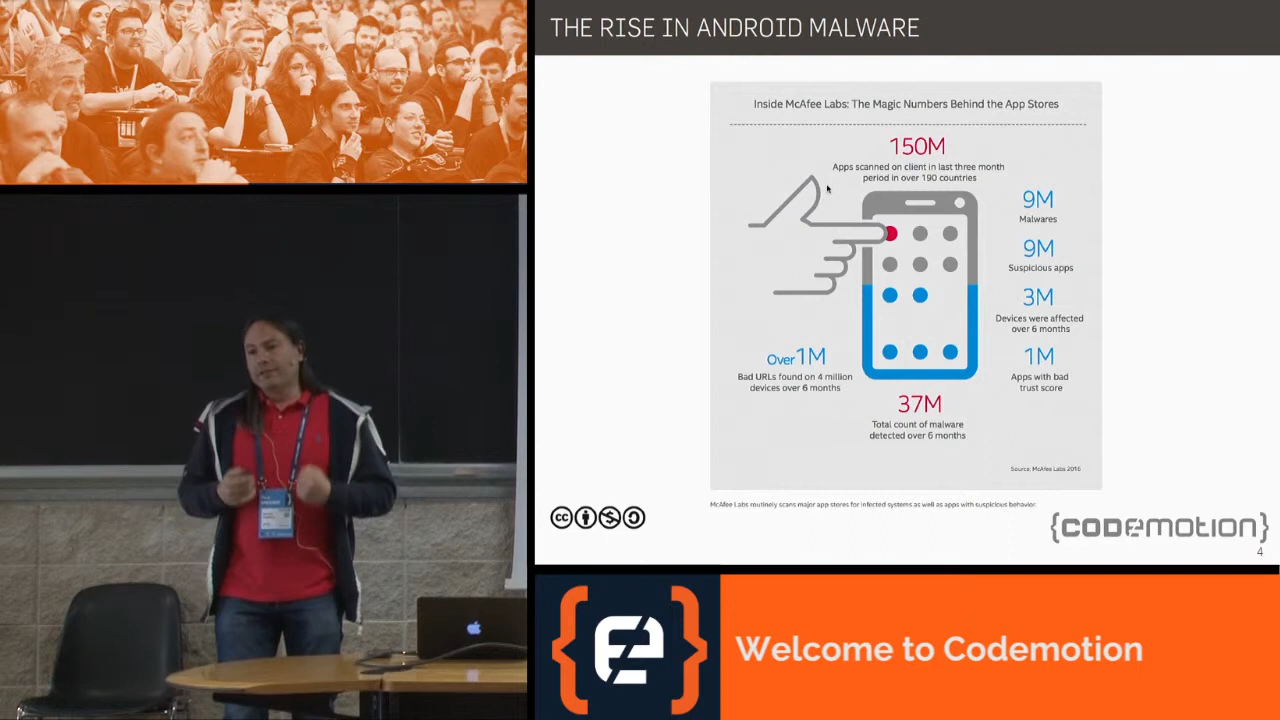 THE RISE IN ANDROID MALWARE
Inside McAfee Labs: The Magic Numbers Behind the App Stores
150M
Apps scanned on client in last three month
period in over 190 countries
9M
Malwares
9M
Suspicious apps
3M
Devices were affected
over 6 months
Over 1M
Bad URLs found on 4 million
devices over 6 months
1M
Apps with bad
trust score
37M
Total count of malware
detected over 6 months
Source: McAfee Labs 2016
McAfee Labs routinely scans major app stores for infected systems as well as apps with suspicious behavior.
cc
{CODEMOTION}
4
Welcome to Codemotion